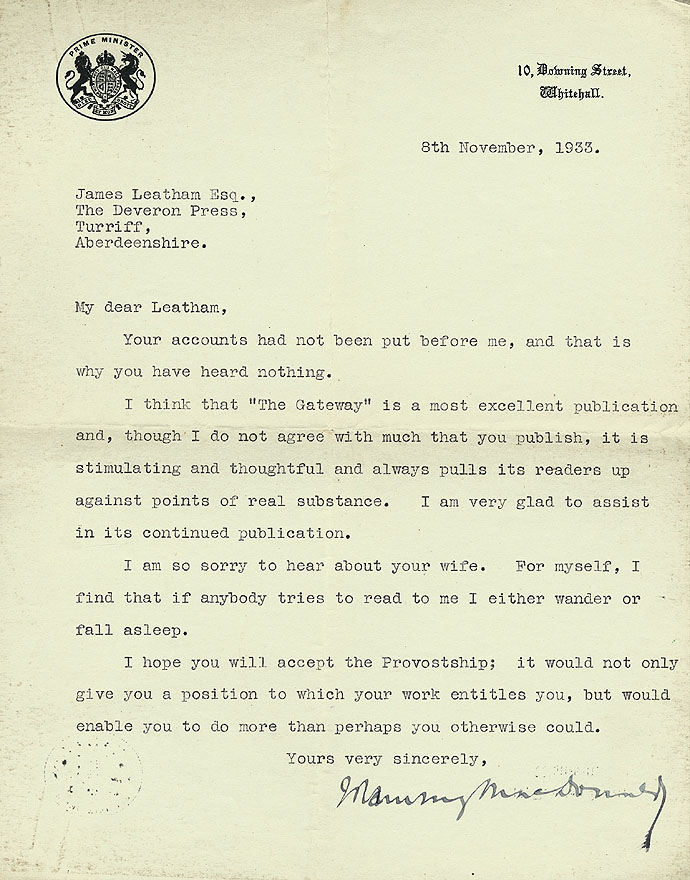 PRIME MINISTER
10, Downing Street,
Whitehall.
8th November, 1933.
James Leatham Esq.,
The Deveron Press,
Turriff,
Aberdeenshire.
My dear Leatham,
Your accounts had not been put before me, and that is
why you have heard nothing.
I think that "The Gateway" is a most excellent publication
and, though I do not agree with much that you publish, it is
stimulating and thoughtful and always pulls its readers up
against points of real substance. I am very glad to assist
in its continued publication.
I am so sorry to hear about your wife. For myself, I
find that if anybody tries to read to me I either wander or
fall asleep.
I hope you will accept the Provostship; it would not only
give you a position to which your work entitles you, but would
enable you to do more than perhaps you otherwise could.
Yours very sincerely,
J Ramsay MacDonald